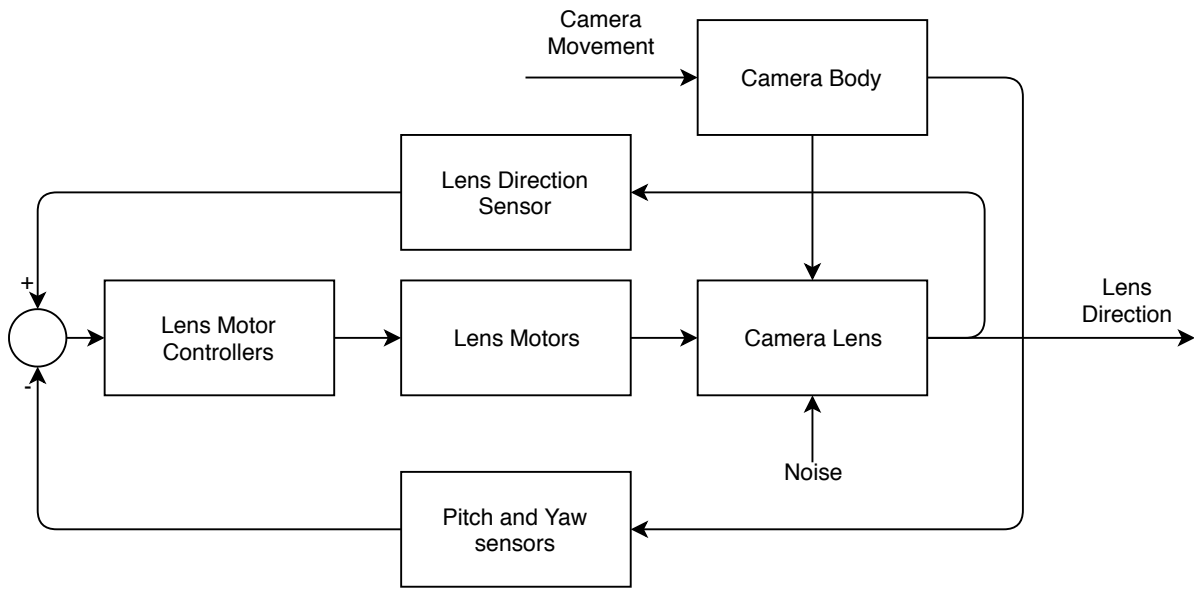 Camera
Movement
Camera Body
Lens Direction
Sensor
+
Lens Motor
Controllers
Lens Motors
Camera Lens
Lens
Direction
-
Noise
Pitch and Yaw
sensors